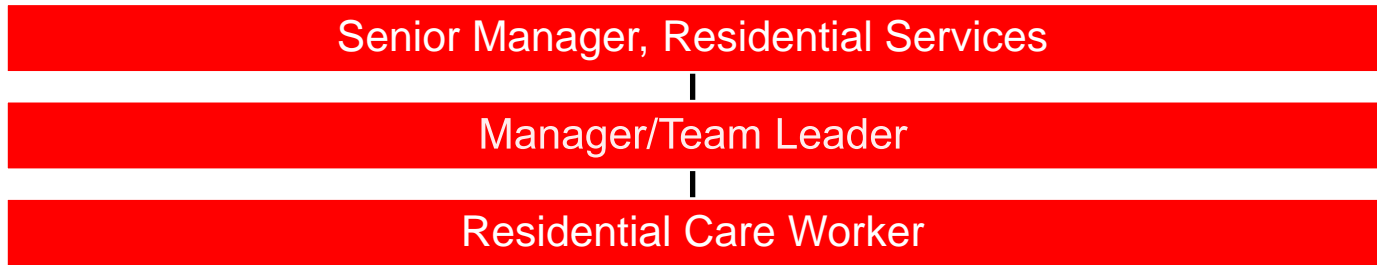 Senior Manager, Residential Services
Manager/Team Leader
Residential Care Worker